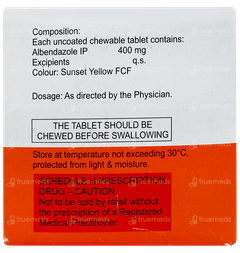 Composition:
Each uncoated chewable tablet contains:
Albendazole IP 400 mg
Excipients q.s.
Colour: Sunset Yellow FCF
Dosage: As directed by the Physician.
THE TABLET SHOULD BE
CHEWED BEFORE SWALLOWING
Store at temperature not exceeding 30°C,
protected from light & moisture.
SCHEDULE H PRESCRIPTION
DRUG – CAUTION
Not to be sold by retail without
the prescription of a Registered
Medical Practitioner.